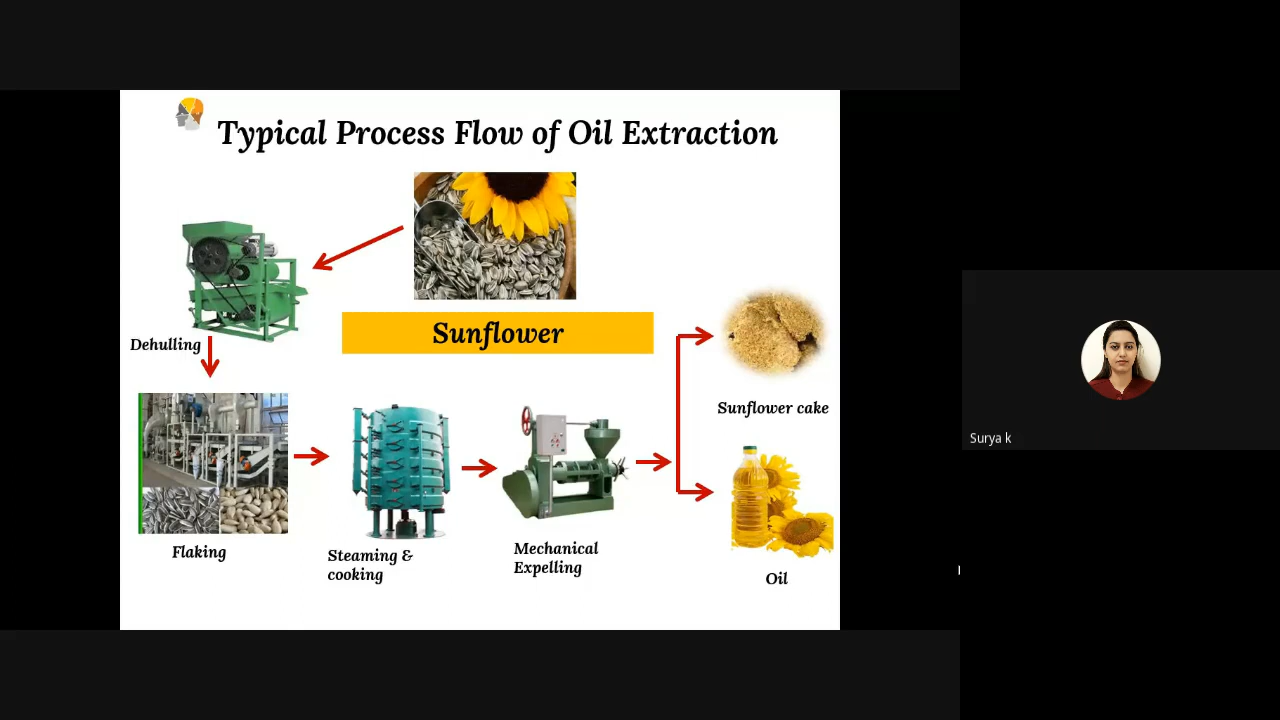 Typical Process Flow of Oil Extraction
Sunflower
Dehulling
Sunflower cake
Flaking
Steaming &
cooking
Mechanical
Expelling
Oil
Surya k